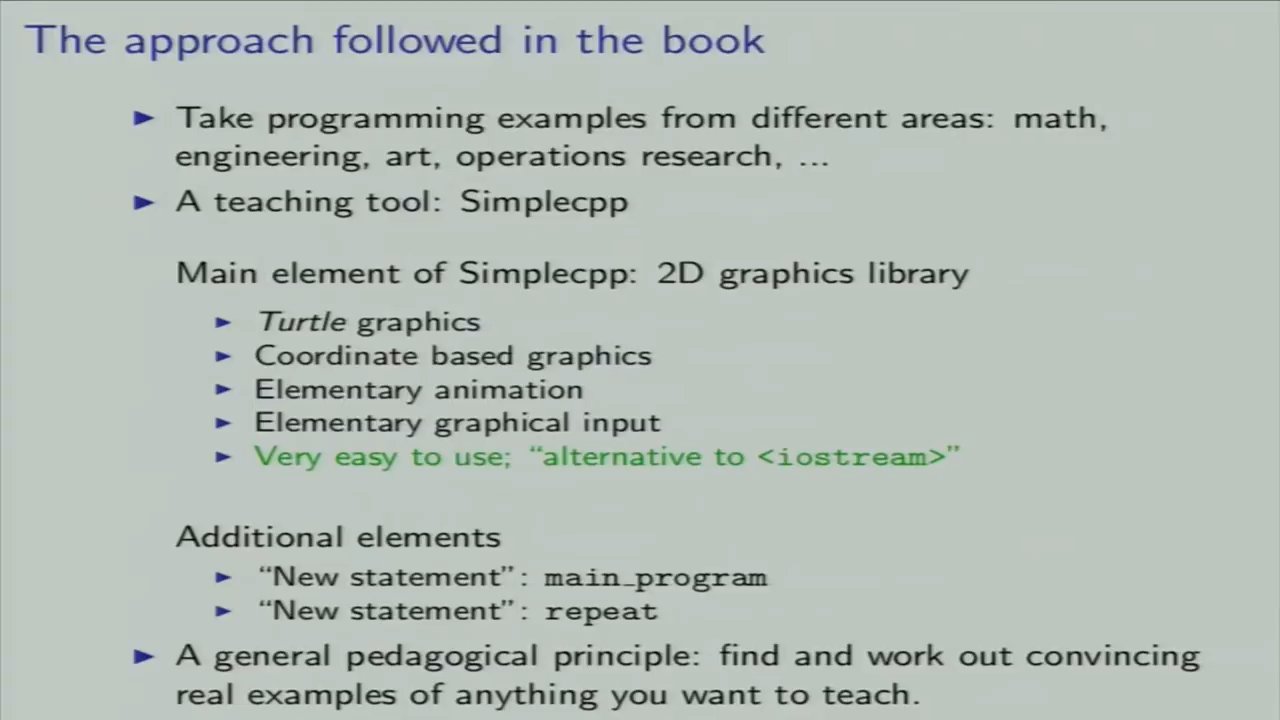 The approach followed in the book
▶ Take programming examples from different areas: math,
engineering, art, operations research, ...
▶ A teaching tool: Simplecpp
Main element of Simplecpp: 2D graphics library
▶ Turtle graphics
▶ Coordinate based graphics
▶ Elementary animation
▶ Elementary graphical input
▶ Very easy to use; “alternative to <iostream>”
Additional elements
▶ “New statement”: main_program
▶ “New statement”: repeat
▶ A general pedagogical principle: find and work out convincing
real examples of anything you want to teach.